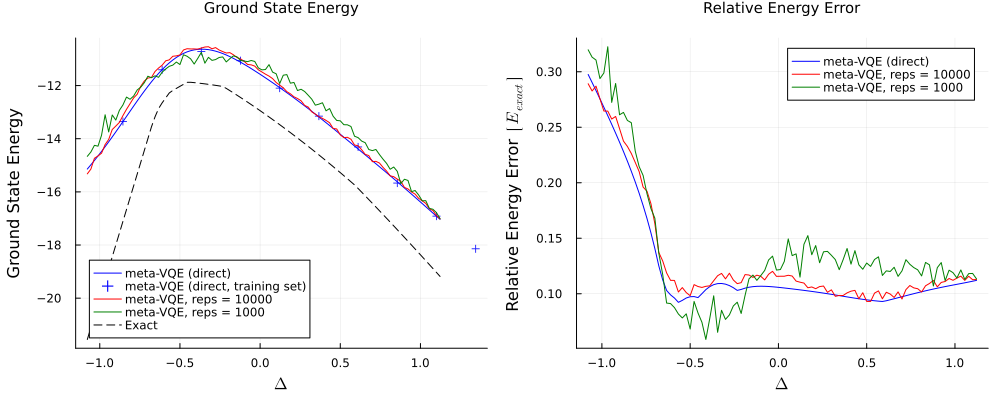 Ground State Energy
Ground State Energy
−12
−14
−16
−18
−20
meta-VQE (direct)
meta-VQE (direct, training set)
meta-VQE, reps = 10000
meta-VQE, reps = 1000
Exact
−1.0 −0.5 0.0 0.5 1.0
Δ
Relative Energy Error
Relative Energy Error [E_exact]
0.30
0.25
0.20
0.15
0.10
meta-VQE (direct)
meta-VQE, reps = 10000
meta-VQE, reps = 1000
−1.0 −0.5 0.0 0.5 1.0
Δ